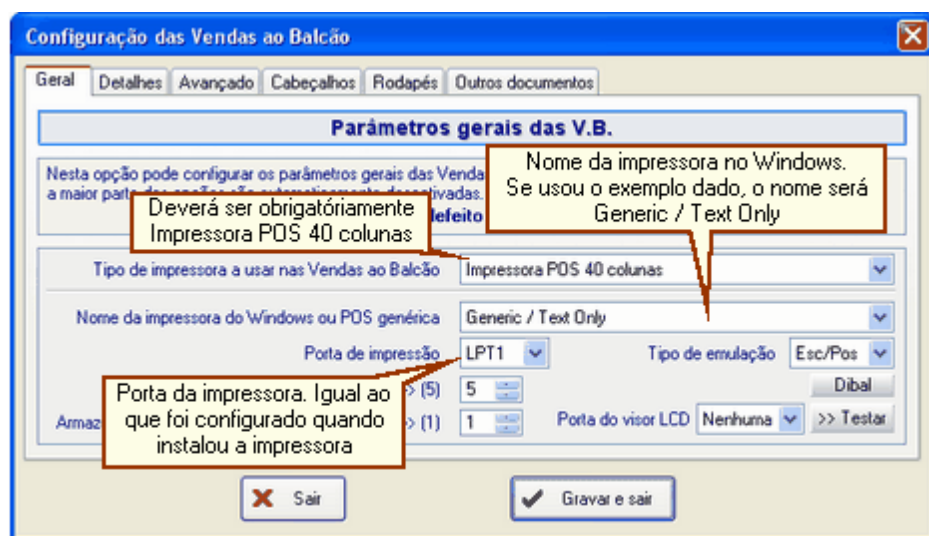 Configuração das Vendas ao Balcão
Geral Detalhes Avançado Cabeçalhos Rodapés Outros documentos
Parâmetros gerais das V.B.
Nesta opção pode configurar os parâmetros gerais das
a maior parte
Nome da impressora no Windows.
Se usou o exemplo dado, o nome será
Generic / Text Only
Deverá ser obrigatóriamente
Impressora POS 40 colunas
Tipo de impressora a usar nas Vendas ao Balcão Impressora POS 40 colunas
Nome da impressora do Windows ou POS genérica Generic / Text Only
Porta de impressão LPT1 Tipo de emulação Esc/Pos
(5) 5 Dibal
(1) 1 Porta do visor LCD Nenhuma >> Testar
Porta da impressora. Igual ao
que foi configurado quando
instalou a impressora
Sair Gravar e sair